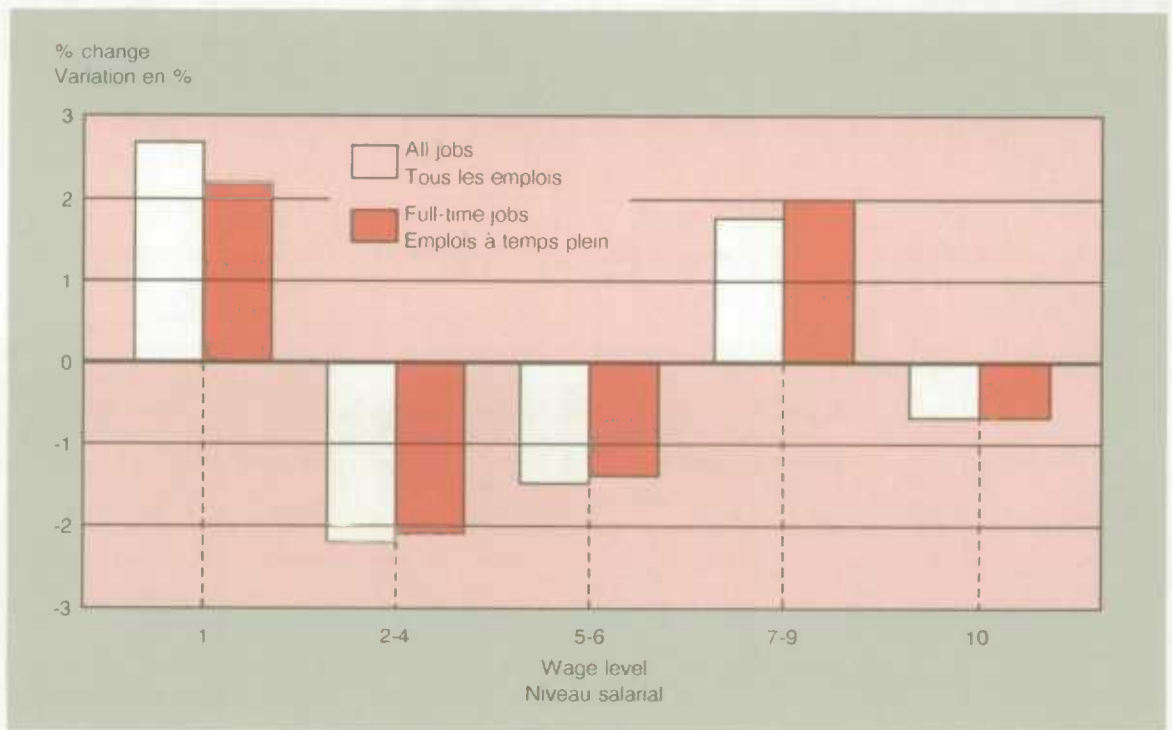 % change
Variation en %
3
2
1
0
-1
-2
-3
All jobs
Tous les emplois
Full-time jobs
Emplois à temps plein
1
2-4
5-6
7-9
10
Wage level
Niveau salarial